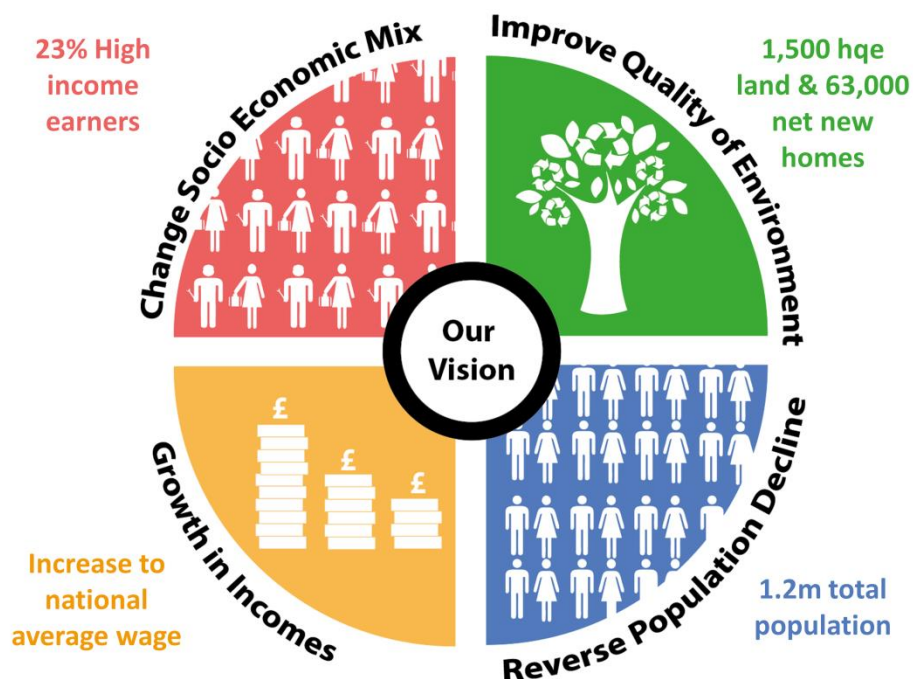 Change Socio Economic Mix
23% High
income
earners
Improve Quality of Environment
1,500 hqe
land & 63,000
net new
homes
Our
Vision
£
£
£
Growth in Incomes
Increase to
national
average wage
Reverse Population Decline
1.2m total
population